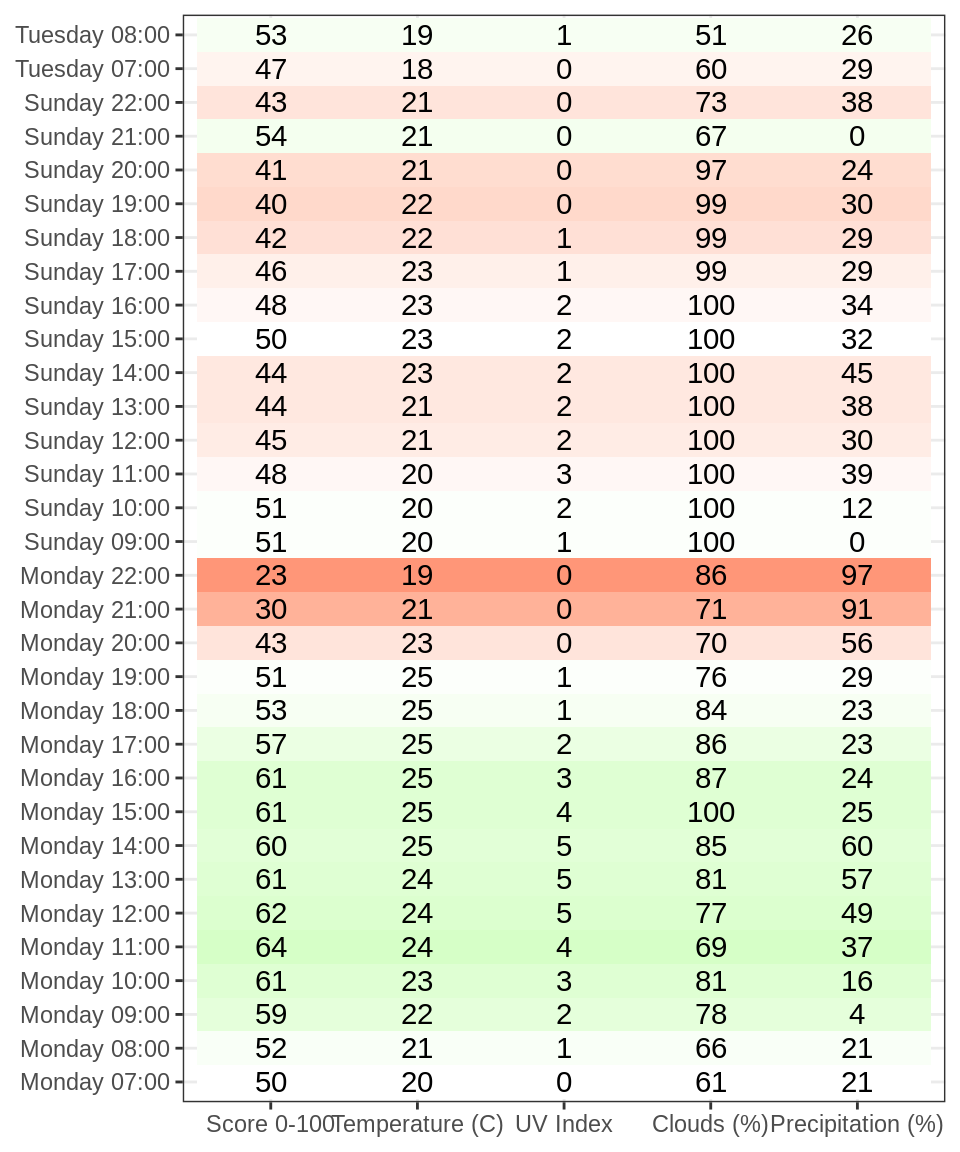 Tuesday 08:00 53 19 1 51 26
Tuesday 07:00 47 18 0 60 29
Sunday 22:00 43 21 0 73 38
Sunday 21:00 54 21 0 67 0
Sunday 20:00 41 21 0 97 24
Sunday 19:00 40 22 0 99 30
Sunday 18:00 42 22 1 99 29
Sunday 17:00 46 23 1 99 29
Sunday 16:00 48 23 2 100 34
Sunday 15:00 50 23 2 100 32
Sunday 14:00 44 23 2 100 45
Sunday 13:00 44 21 2 100 38
Sunday 12:00 45 21 2 100 30
Sunday 11:00 48 20 3 100 39
Sunday 10:00 51 20 2 100 12
Sunday 09:00 51 20 1 100 0
Monday 22:00 23 19 0 86 97
Monday 21:00 30 21 0 71 91
Monday 20:00 43 23 0 70 56
Monday 19:00 51 25 1 76 29
Monday 18:00 53 25 1 84 23
Monday 17:00 57 25 2 86 23
Monday 16:00 61 25 3 87 24
Monday 15:00 61 25 4 100 25
Monday 14:00 60 25 5 85 60
Monday 13:00 61 24 5 81 57
Monday 12:00 62 24 5 77 49
Monday 11:00 64 24 4 69 37
Monday 10:00 61 23 3 81 16
Monday 09:00 59 22 2 78 4
Monday 08:00 52 21 1 66 21
Monday 07:00 50 20 0 61 21
Score 0-100 Temperature (C) UV Index Clouds (%) Precipitation (%)